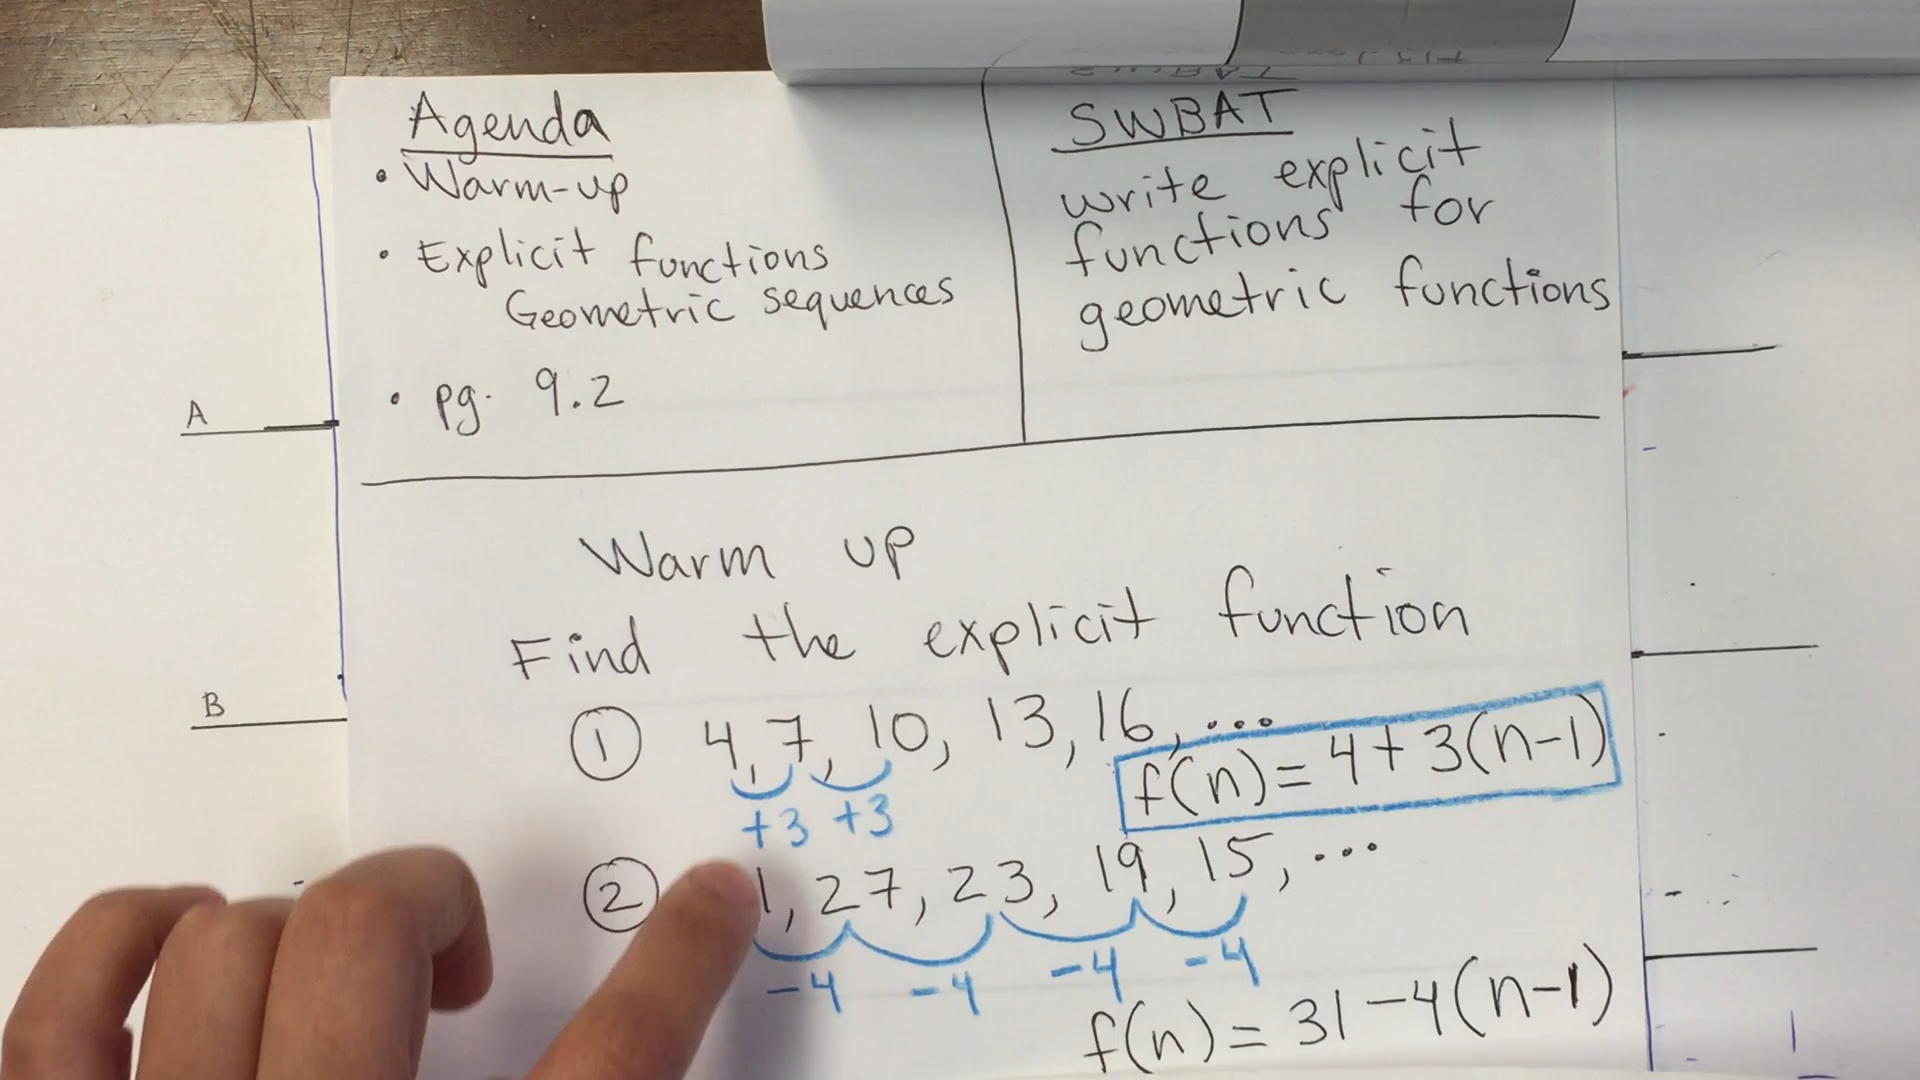 Agenda
• Warm-up
• Explicit functions
Geometric sequences
• pg. 9.2
SWBAT
write explicit
functions for
geometric functions
A
B
Warm up
Find the explicit function
① 4, 7, 10, 13, 16, ...
f(n) = 4 + 3(n-1)
+3 +3
② 1, 27, 23, 19, 15, ...
-4 -4 -4 -4
f(n) = 31 - 4(n-1)